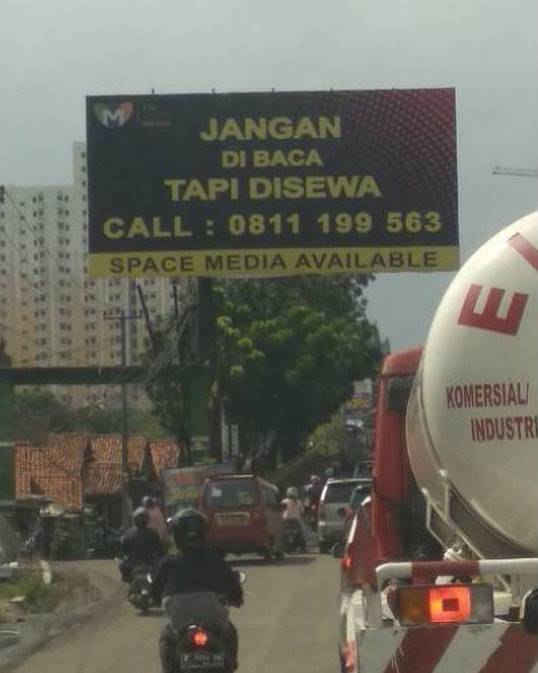 M
JANGAN
DI BACA
TAPI DISEWA
CALL : 0811 199 563
SPACE MEDIA AVAILABLE
E
KOMERSIAL/
INDUSTRI